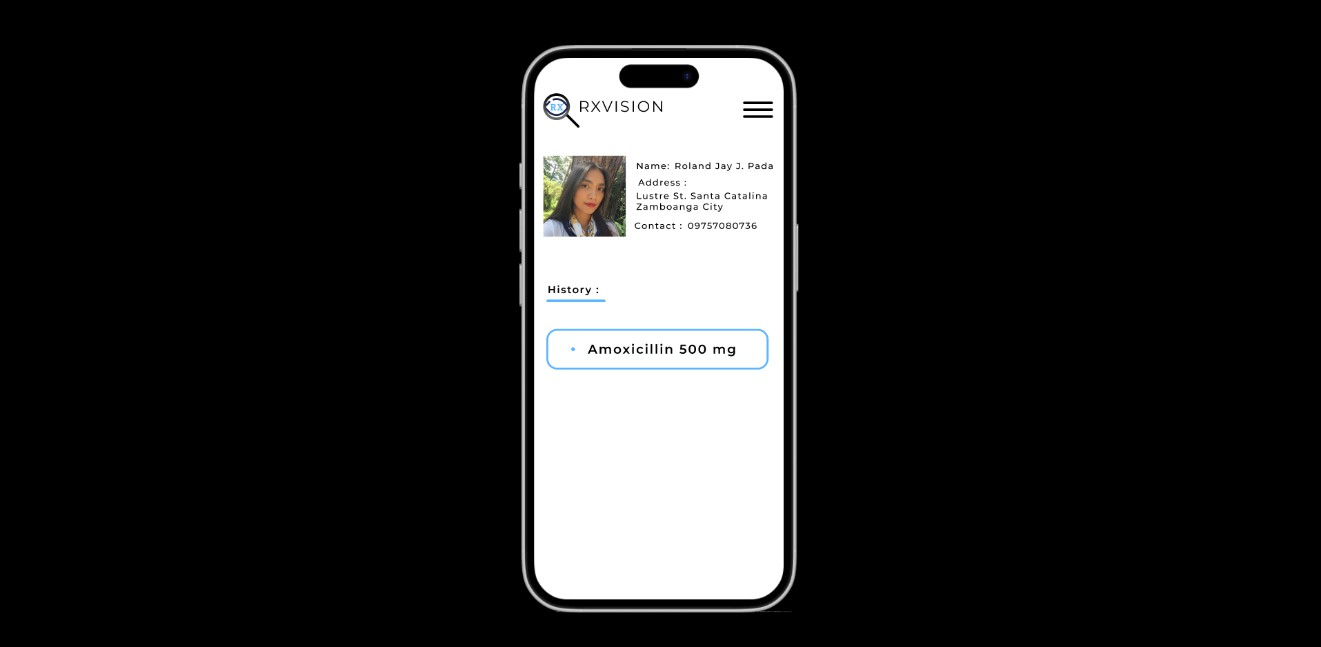 RX RXVISION
Name: Roland Jay J. Pada
Address :
Lustre St. Santa Catalina
Zamboanga City
Contact : 09757080736
History :
• Amoxicillin 500 mg